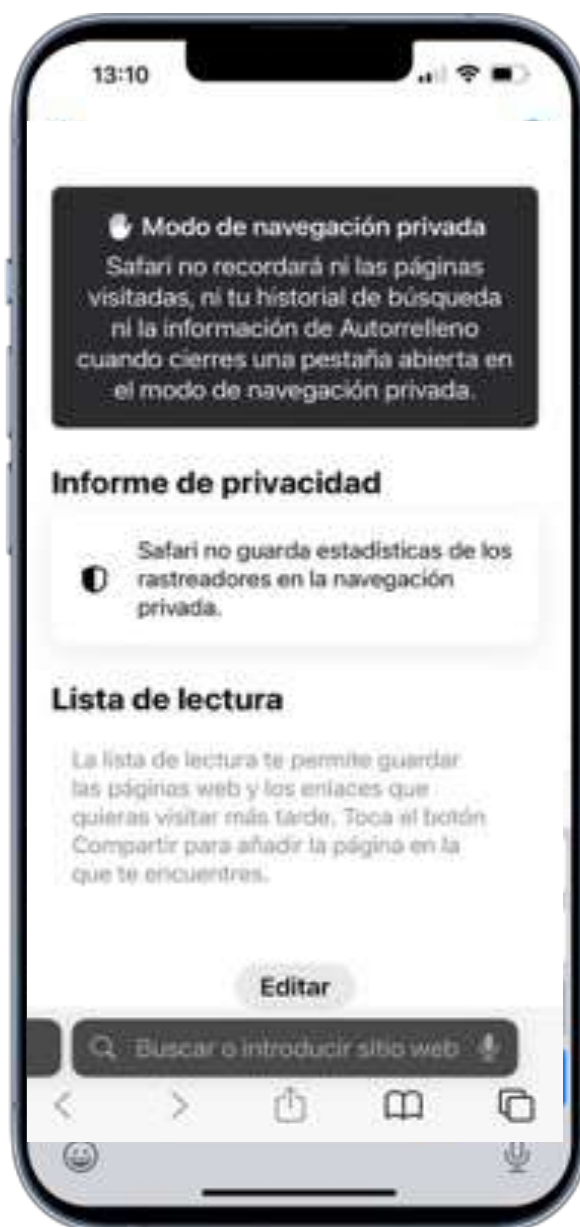 13:10
Modo de navegación privada
Safari no recordará ni las páginas
visitadas, ni tu historial de búsqueda
ni la información de Autorrelleno
cuando cierres una pestaña abierta en
el modo de navegación privada.
Informe de privacidad
Safari no guarda estadísticas de los
rastreadores en la navegación
privada.
Lista de lectura
La lista de lectura te permite guardar
las páginas web y los enlaces que
quieras visitar más tarde. Toca el botón
Compartir para añadir la página en la
que te encuentres.
Editar
Buscar o introducir sitio web